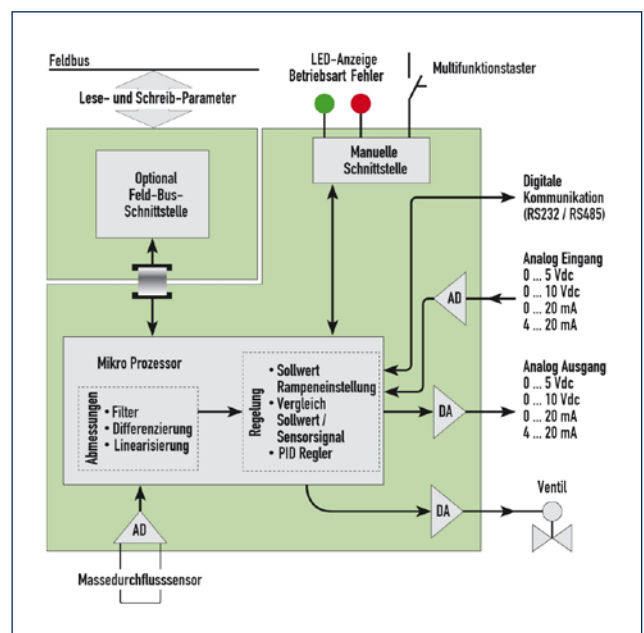 Feldbus
Lese- und Schreib-Parameter
LED-Anzeige
Betriebsart Fehler
Multifunktionstaster
Optional
Feld-Bus-
Schnittstelle
Manuelle
Schnittstelle
Digitale
Kommunikation
(RS232 / RS485)
Analog Eingang
0 ... 5 Vdc
0 ... 10 Vdc
0 ... 20 mA
4 ... 20 mA
AD
Mikro Prozessor
Abmessungen
• Filter
• Differenzierung
• Linearisierung
Regelung
• Sollwert
Rampeneinstellung
• Vergleich
Sollwert /
Sensorsignal
• PID Regler
DA
Analog Ausgang
0 ... 5 Vdc
0 ... 10 Vdc
0 ... 20 mA
4 ... 20 mA
DA
Ventil
AD
Massedurchflusssensor